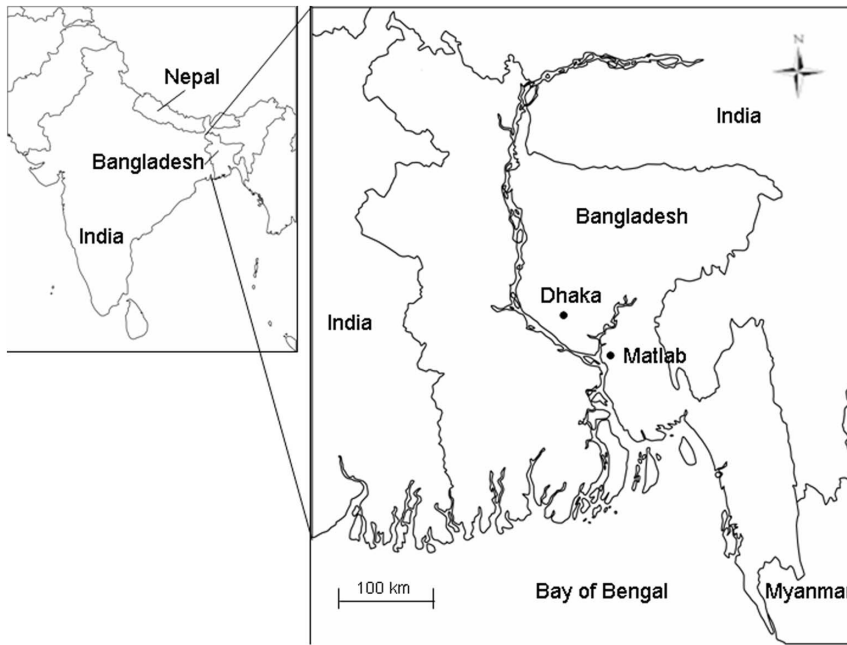 Nepal
Bangladesh
India
N
India
Bangladesh
Dhaka
India
Matlab
100 km
Bay of Bengal
Myanmar